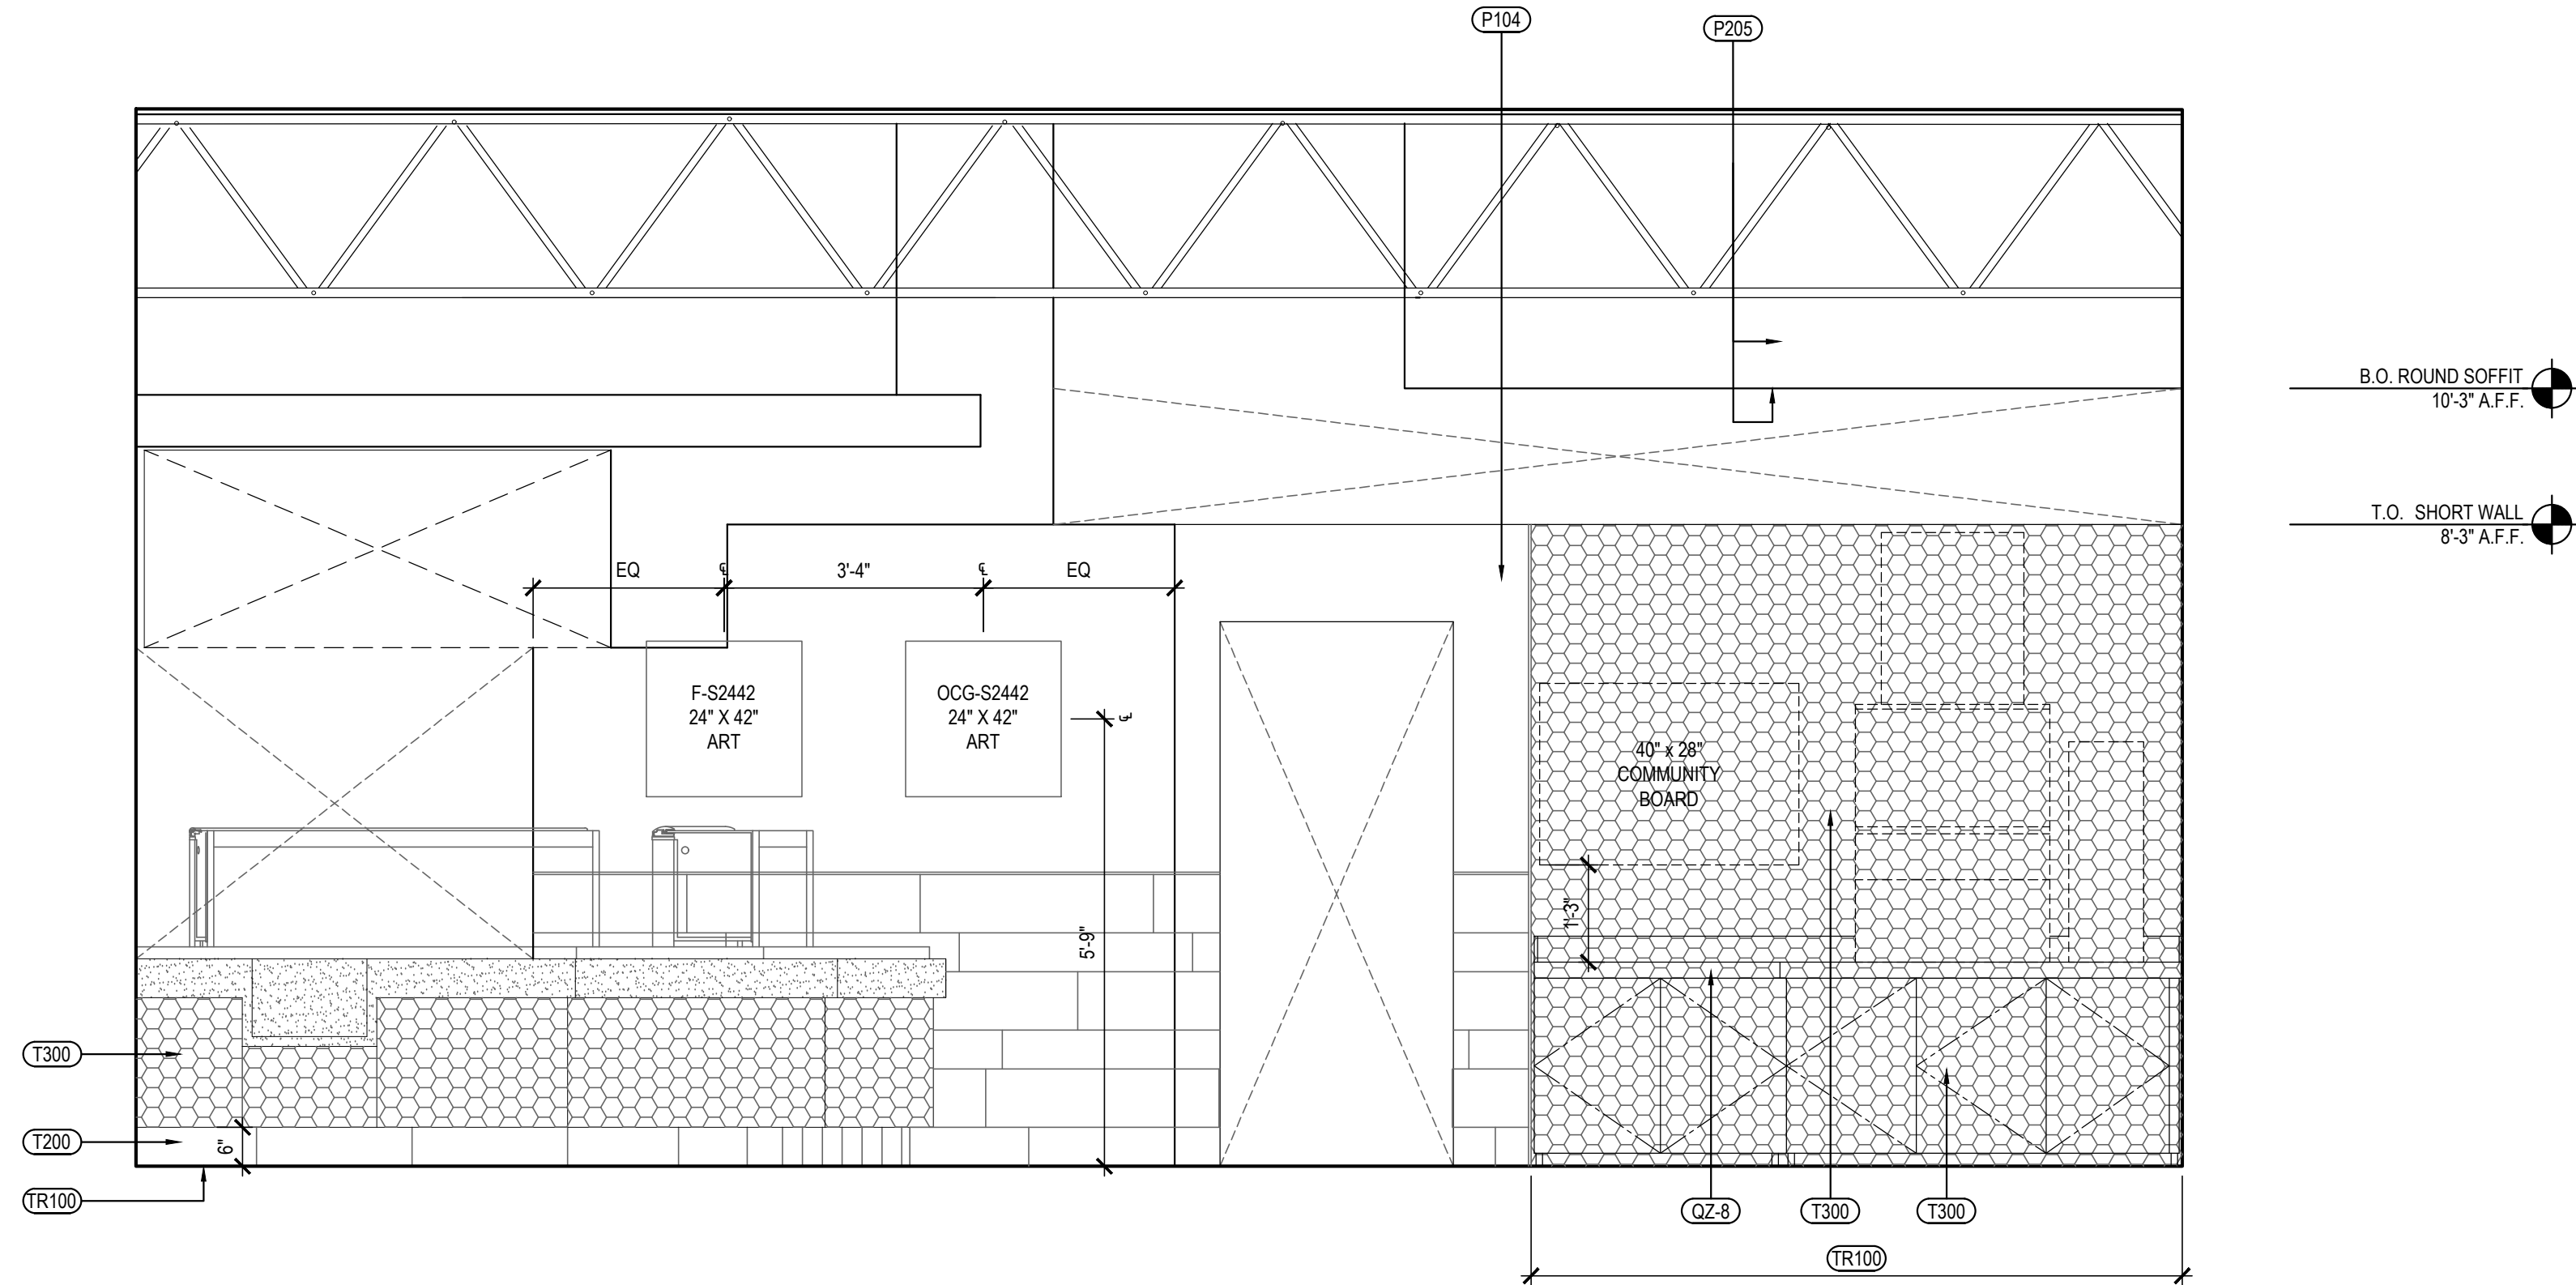 P104
P205
B.O. ROUND SOFFIT
10'-3" A.F.F.
T.O. SHORT WALL
8'-3" A.F.F.
EQ
℄
3'-4"
℄
EQ
F-S2442
24" X 42"
ART
OCG-S2442
24" X 42"
ART
℄
40" x 28"
COMMUNITY
BOARD
1'-3"
5'-9"
T300
T200
6"
TR100
QZ-8
T300
T300
TR100